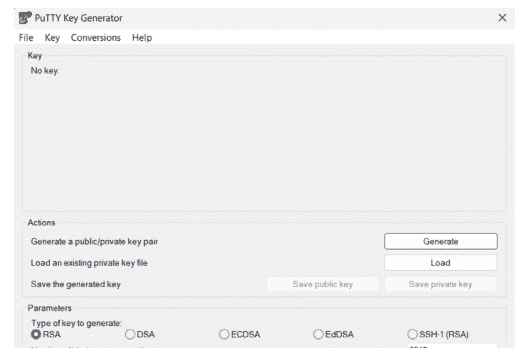 PuTTY Key Generator
File Key Conversions Help
Key
No key.
Actions
Generate a public/private key pair Generate
Load an existing private key file Load
Save the generated key Save public key Save private key
Parameters
Type of key to generate:
RSA DSA ECDSA EdDSA SSH-1 (RSA)